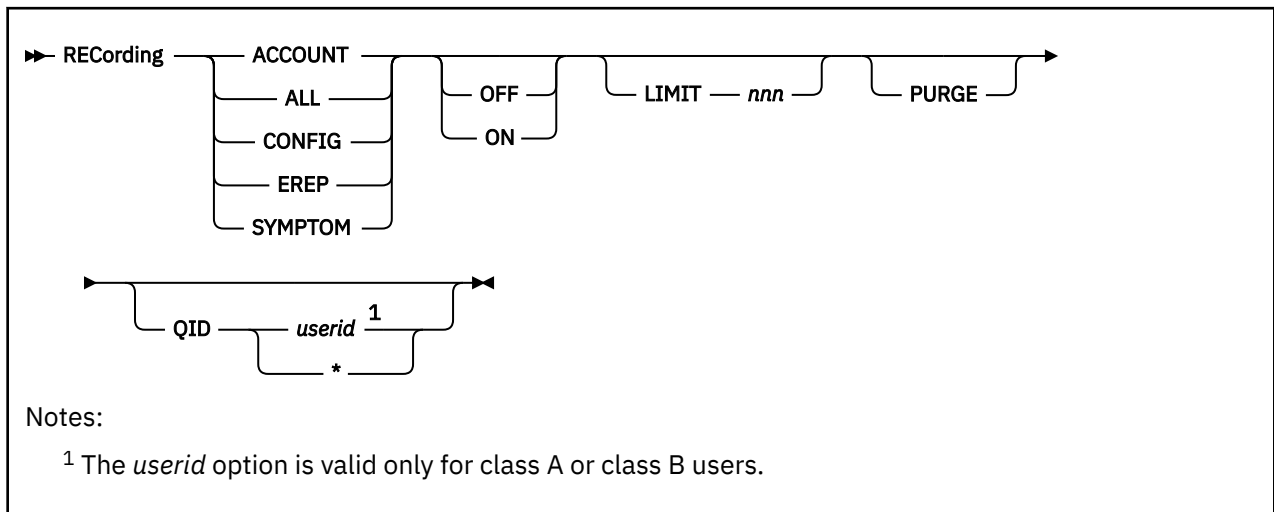 RECording ACCOUNT
ALL OFF LIMIT nnn PURGE
CONFIG ON
EREP
SYMPTOM
QID userid 1
*
Notes:
1 The userid option is valid only for class A or class B users.